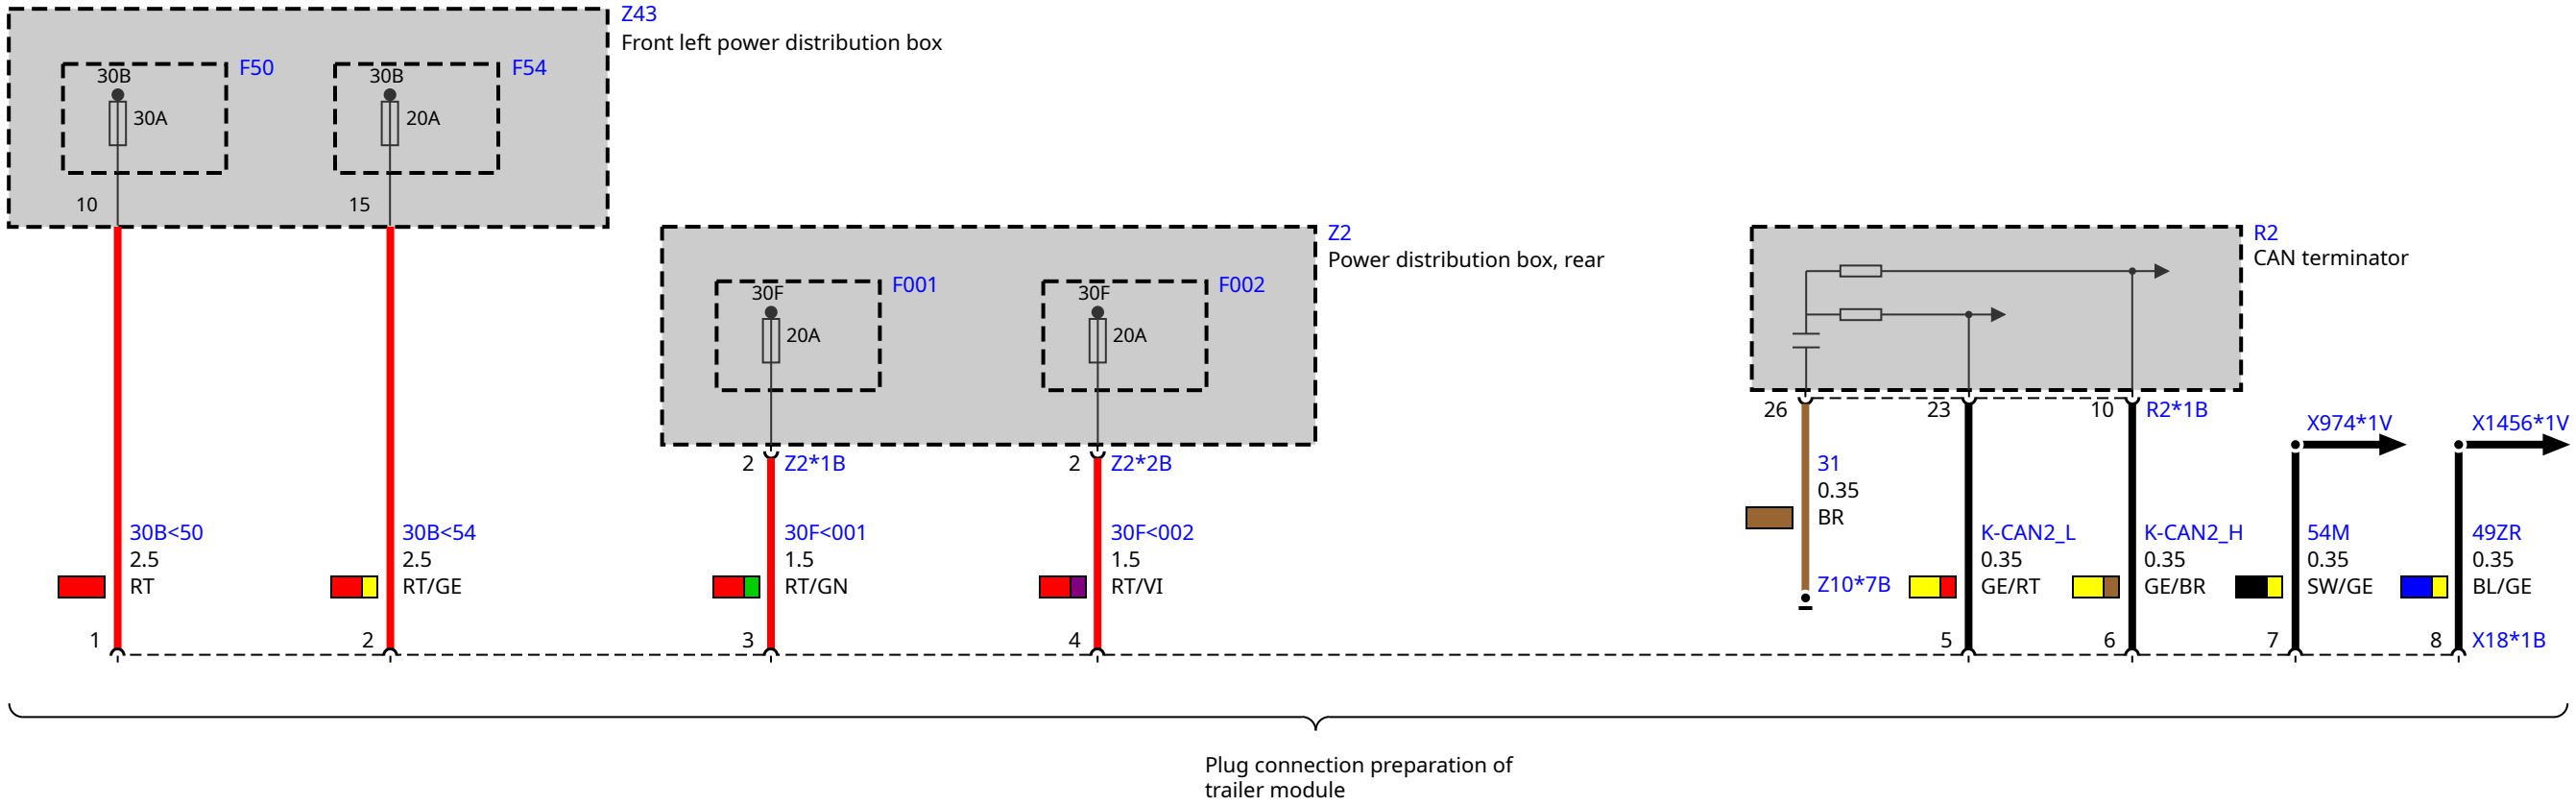 Z43
Front left power distribution box
30B
F50
30B
F54
30A
20A
10
15
Z2
Power distribution box, rear
R2
CAN terminator
30F
F001
30F
F002
20A
20A
26
23
10
R2*1B
X974*1V
X1456*1V
2
Z2*1B
2
Z2*2B
31
0.35
BR
30B<50
2.5
RT
30B<54
2.5
RT/GE
30F<001
1.5
RT/GN
30F<002
1.5
RT/VI
Z10*7B
K-CAN2_L
0.35
GE/RT
K-CAN2_H
0.35
GE/BR
54M
0.35
SW/GE
49ZR
0.35
BL/GE
1
2
3
4
5
6
7
8
X18*1B
Plug connection preparation of
trailer module